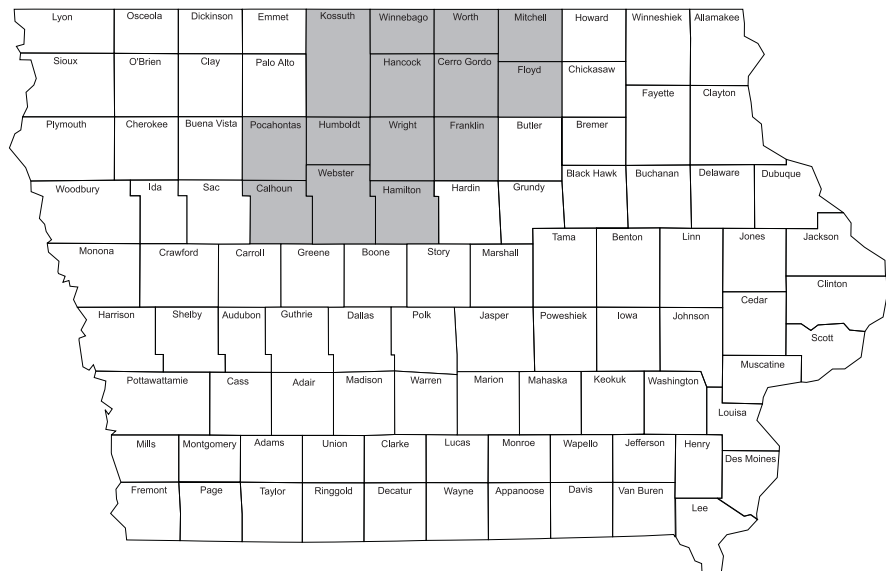 Lyon
Osceola
Dickinson
Emmet
Kossuth
Winnebago
Worth
Mitchell
Howard
Winneshiek
Allamakee
Sioux
O'Brien
Clay
Palo Alto
Hancock
Cerro Gordo
Floyd
Chickasaw
Fayette
Clayton
Plymouth
Cherokee
Buena Vista
Pocahontas
Humboldt
Wright
Franklin
Butler
Bremer
Webster
Black Hawk
Buchanan
Delaware
Dubuque
Woodbury
Ida
Sac
Calhoun
Hamilton
Hardin
Grundy
Tama
Benton
Linn
Jones
Jackson
Monona
Crawford
Carroll
Greene
Boone
Story
Marshall
Clinton
Cedar
Harrison
Shelby
Audubon
Guthrie
Dallas
Polk
Jasper
Poweshiek
Iowa
Johnson
Scott
Muscatine
Pottawattamie
Cass
Adair
Madison
Warren
Marion
Mahaska
Keokuk
Washington
Louisa
Mills
Montgomery
Adams
Union
Clarke
Lucas
Monroe
Wapello
Jefferson
Henry
Des Moines
Fremont
Page
Taylor
Ringgold
Decatur
Wayne
Appanoose
Davis
Van Buren
Lee